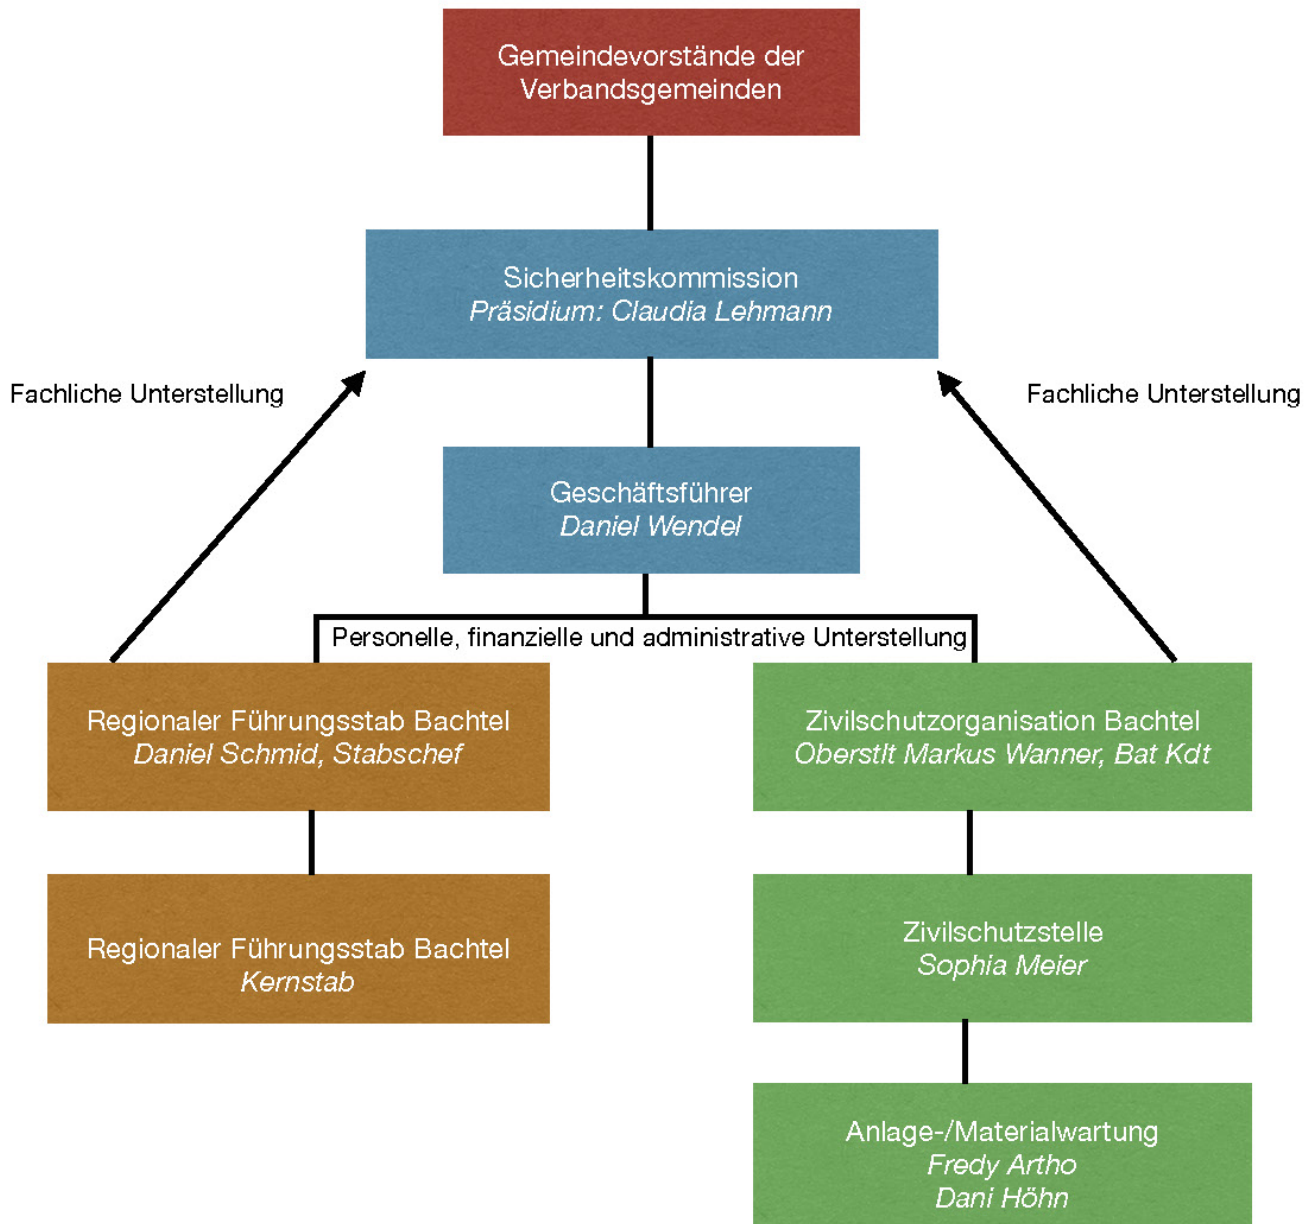 Gemeindevorstände der
Verbandsgemeinden
Sicherheitskommission
Präsidium: Claudia Lehmann
Fachliche Unterstellung
Fachliche Unterstellung
Geschäftsführer
Daniel Wendel
Personelle, finanzielle und administrative Unterstellung
Regionaler Führungsstab Bachtel
Daniel Schmid, Stabschef
Zivilschutzorganisation Bachtel
Oberstlt Markus Wanner, Bat Kdt
Regionaler Führungsstab Bachtel
Kernstab
Zivilschutzstelle
Sophia Meier
Anlage-/Materialwartung
Fredy Artho
Dani Höhn